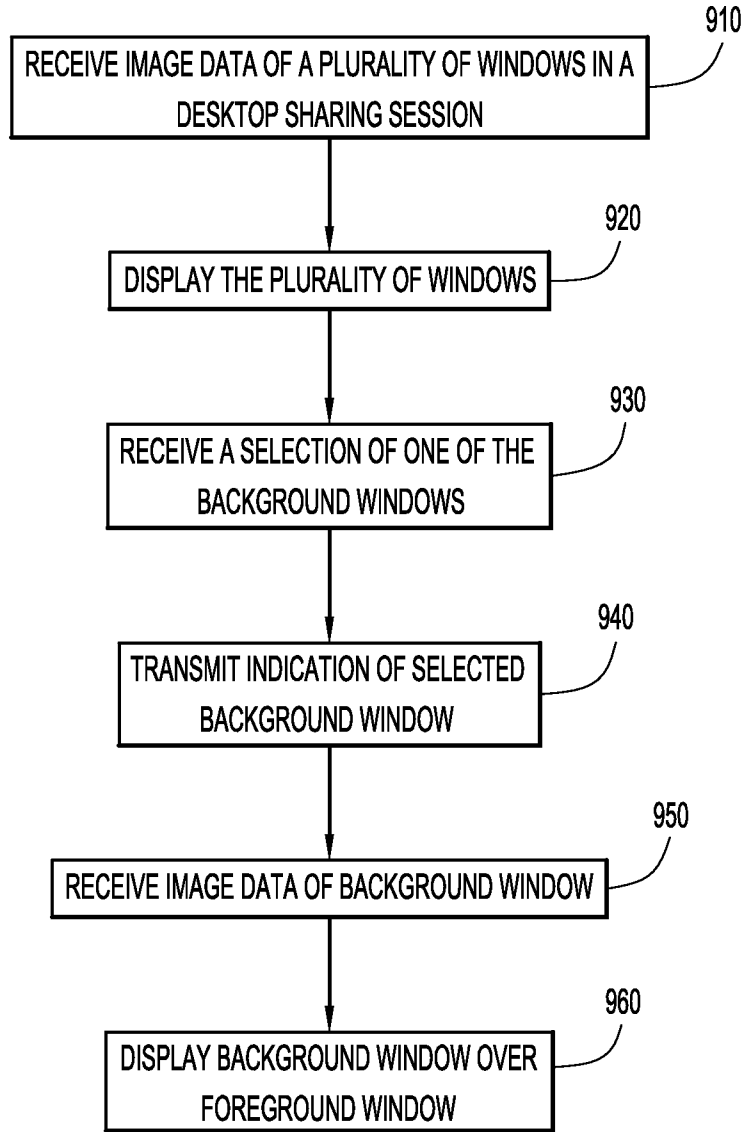 910
RECEIVE IMAGE DATA OF A PLURALITY OF WINDOWS IN A
DESKTOP SHARING SESSION
920
DISPLAY THE PLURALITY OF WINDOWS
930
RECEIVE A SELECTION OF ONE OF THE
BACKGROUND WINDOWS
940
TRANSMIT INDICATION OF SELECTED
BACKGROUND WINDOW
950
RECEIVE IMAGE DATA OF BACKGROUND WINDOW
960
DISPLAY BACKGROUND WINDOW OVER
FOREGROUND WINDOW